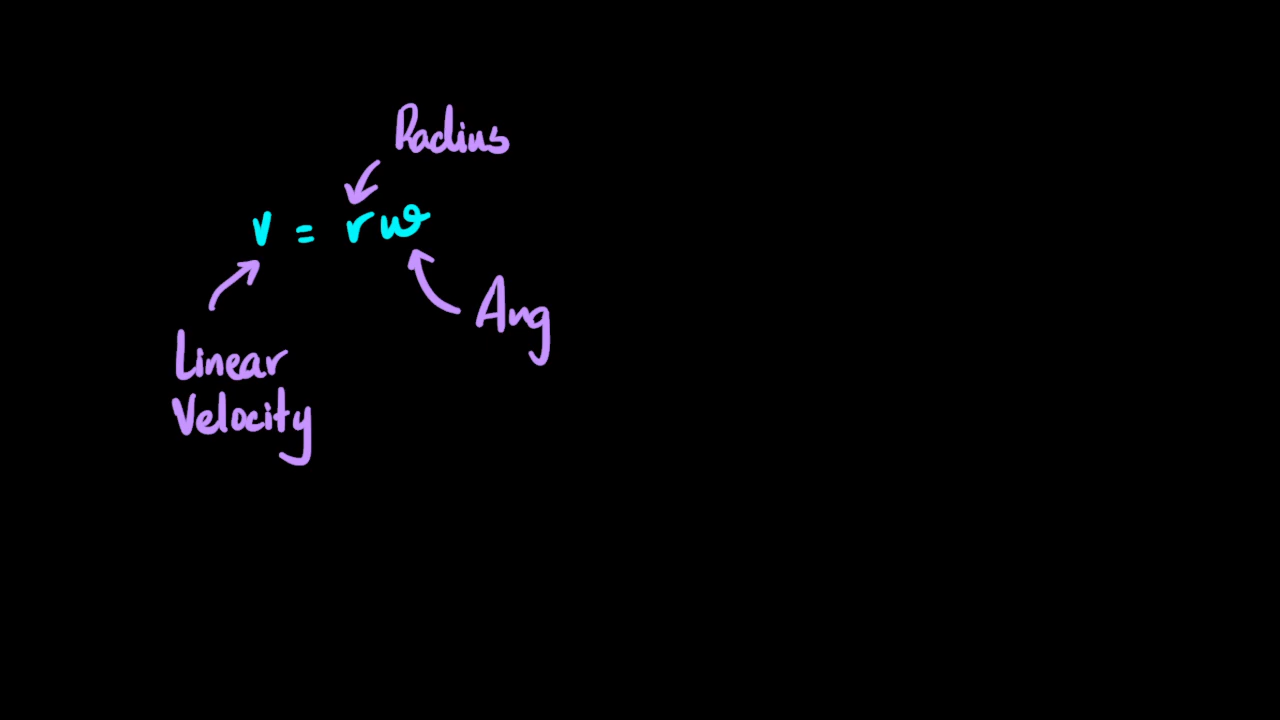 Radius
v = rω
Ang
Linear
Velocity